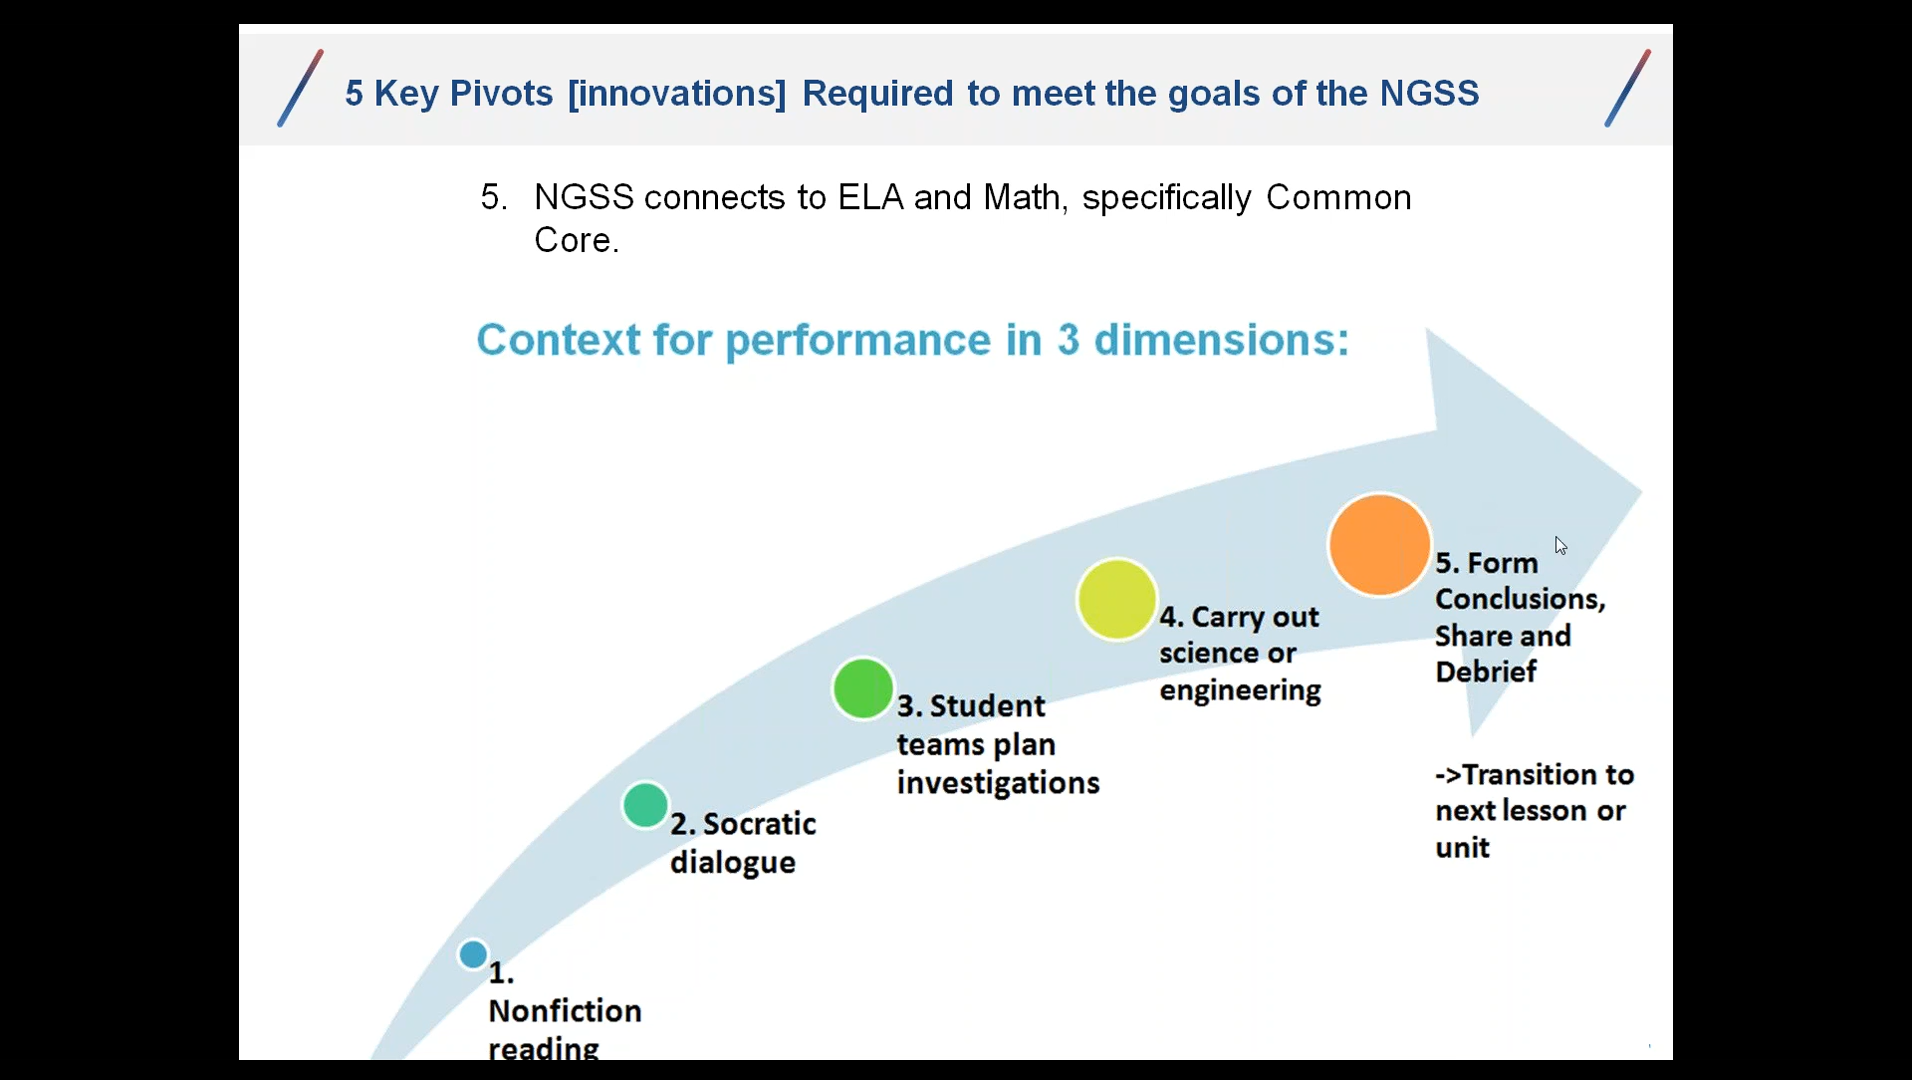 5 Key Pivots [innovations] Required to meet the goals of the NGSS
5. NGSS connects to ELA and Math, specifically Common
Core.
Context for performance in 3 dimensions:
1.
Nonfiction
reading
2. Socratic
dialogue
3. Student
teams plan
investigations
4. Carry out
science or
engineering
5. Form
Conclusions,
Share and
Debrief
->Transition to
next lesson or
unit